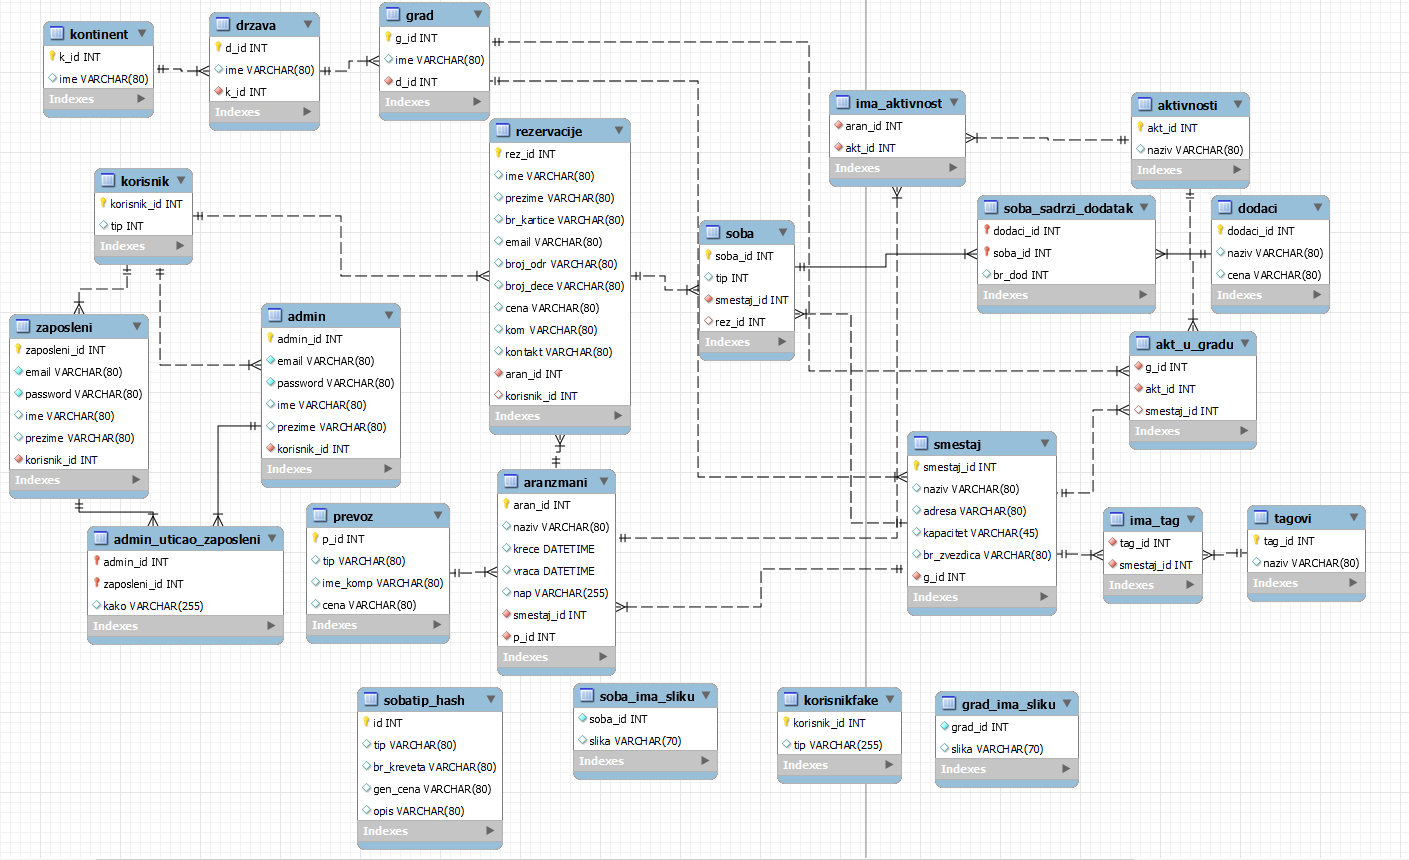 kontinent
k_id INT
ime VARCHAR(80)
Indexes
drzava
d_id INT
ime VARCHAR(80)
k_id INT
Indexes
grad
g_id INT
ime VARCHAR(80)
d_id INT
Indexes
rezervacije
rez_id INT
ime VARCHAR(80)
prezime VARCHAR(80)
br_kartice VARCHAR(80)
email VARCHAR(80)
broj_odr VARCHAR(80)
broj_dece VARCHAR(80)
cena VARCHAR(80)
kom VARCHAR(80)
kontakt VARCHAR(80)
aran_id INT
korisnik_id INT
Indexes
ima_aktivnost
aran_id INT
akt_id INT
Indexes
aktivnosti
akt_id INT
naziv VARCHAR(80)
Indexes
korisnik
korisnik_id INT
tip INT
Indexes
soba
soba_id INT
tip INT
smestaj_id INT
rez_id INT
Indexes
soba_sadrzi_dodatak
dodaci_id INT
soba_id INT
br_dod INT
Indexes
dodaci
dodaci_id INT
naziv VARCHAR(80)
cena VARCHAR(80)
Indexes
zaposleni
zaposleni_id INT
email VARCHAR(80)
password VARCHAR(80)
ime VARCHAR(80)
prezime VARCHAR(80)
korisnik_id INT
Indexes
admin
admin_id INT
email VARCHAR(80)
password VARCHAR(80)
ime VARCHAR(80)
prezime VARCHAR(80)
korisnik_id INT
Indexes
akt_u_gradu
g_id INT
akt_id INT
smestaj_id INT
Indexes
smestaj
smestaj_id INT
naziv VARCHAR(80)
adresa VARCHAR(80)
kapacitet VARCHAR(45)
br_zvezdica VARCHAR(80)
g_id INT
Indexes
aranzmani
aran_id INT
naziv VARCHAR(80)
krece DATETIME
vraca DATETIME
nap VARCHAR(255)
smestaj_id INT
p_id INT
Indexes
prevoz
p_id INT
tip VARCHAR(80)
ime_komp VARCHAR(80)
cena VARCHAR(80)
Indexes
admin_uticao_zaposleni
admin_id INT
zaposleni_id INT
kako VARCHAR(255)
Indexes
ima_tag
tag_id INT
smestaj_id INT
Indexes
tagovi
tag_id INT
naziv VARCHAR(80)
Indexes
sobatip_hash
id INT
tip VARCHAR(80)
br_kreveta VARCHAR(80)
gen_cena VARCHAR(80)
opis VARCHAR(80)
Indexes
soba_ima_sliku
soba_id INT
slika VARCHAR(70)
Indexes
korisnikfake
korisnik_id INT
tip VARCHAR(255)
Indexes
grad_ima_sliku
grad_id INT
slika VARCHAR(70)
Indexes